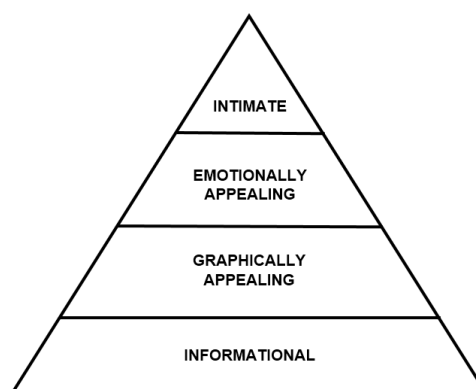 INTIMATE
EMOTIONALLY
APPEALING
GRAPHICALLY
APPEALING
INFORMATIONAL